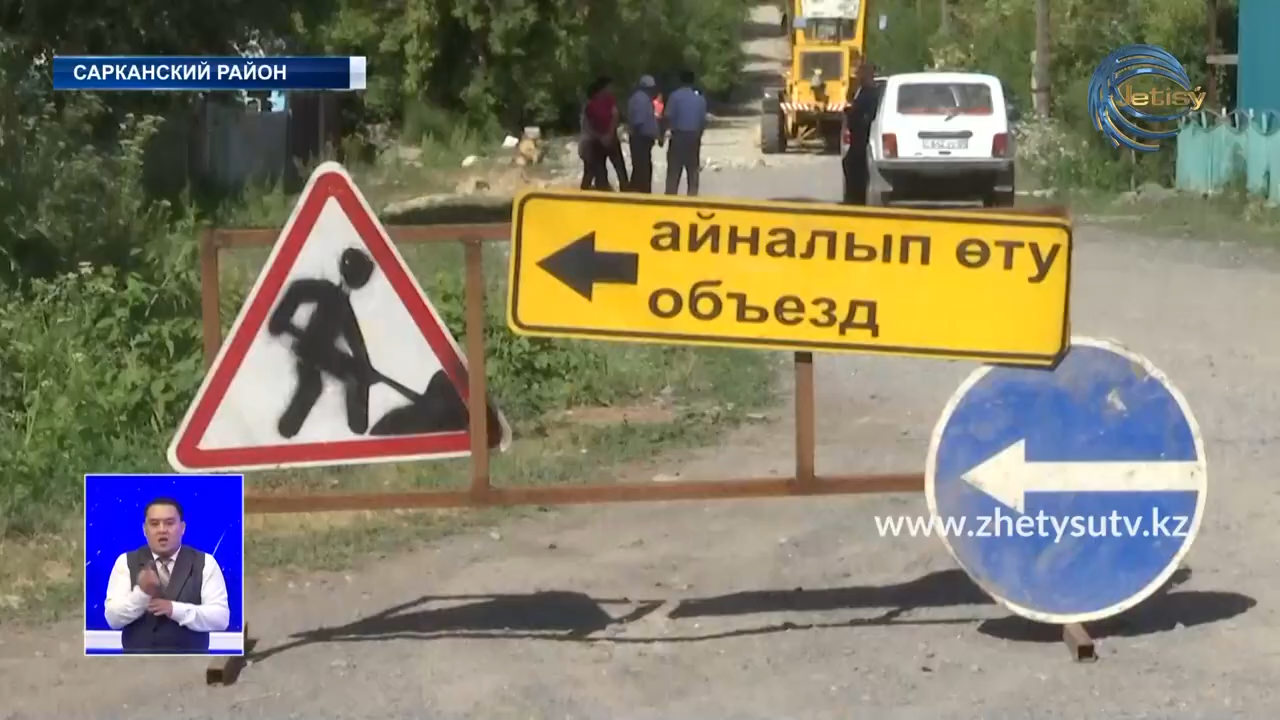 САРКАНСКИЙ РАЙОН
Jetisý
айналып өту
объезд
www.zhetysutv.kz